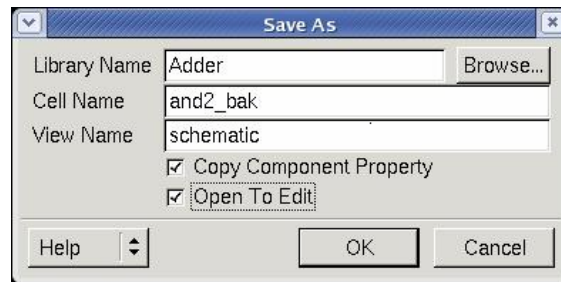 Save As
Library Name Adder Browse...
Cell Name and2_bak
View Name schematic
Copy Component Property
Open To Edit
Help OK Cancel